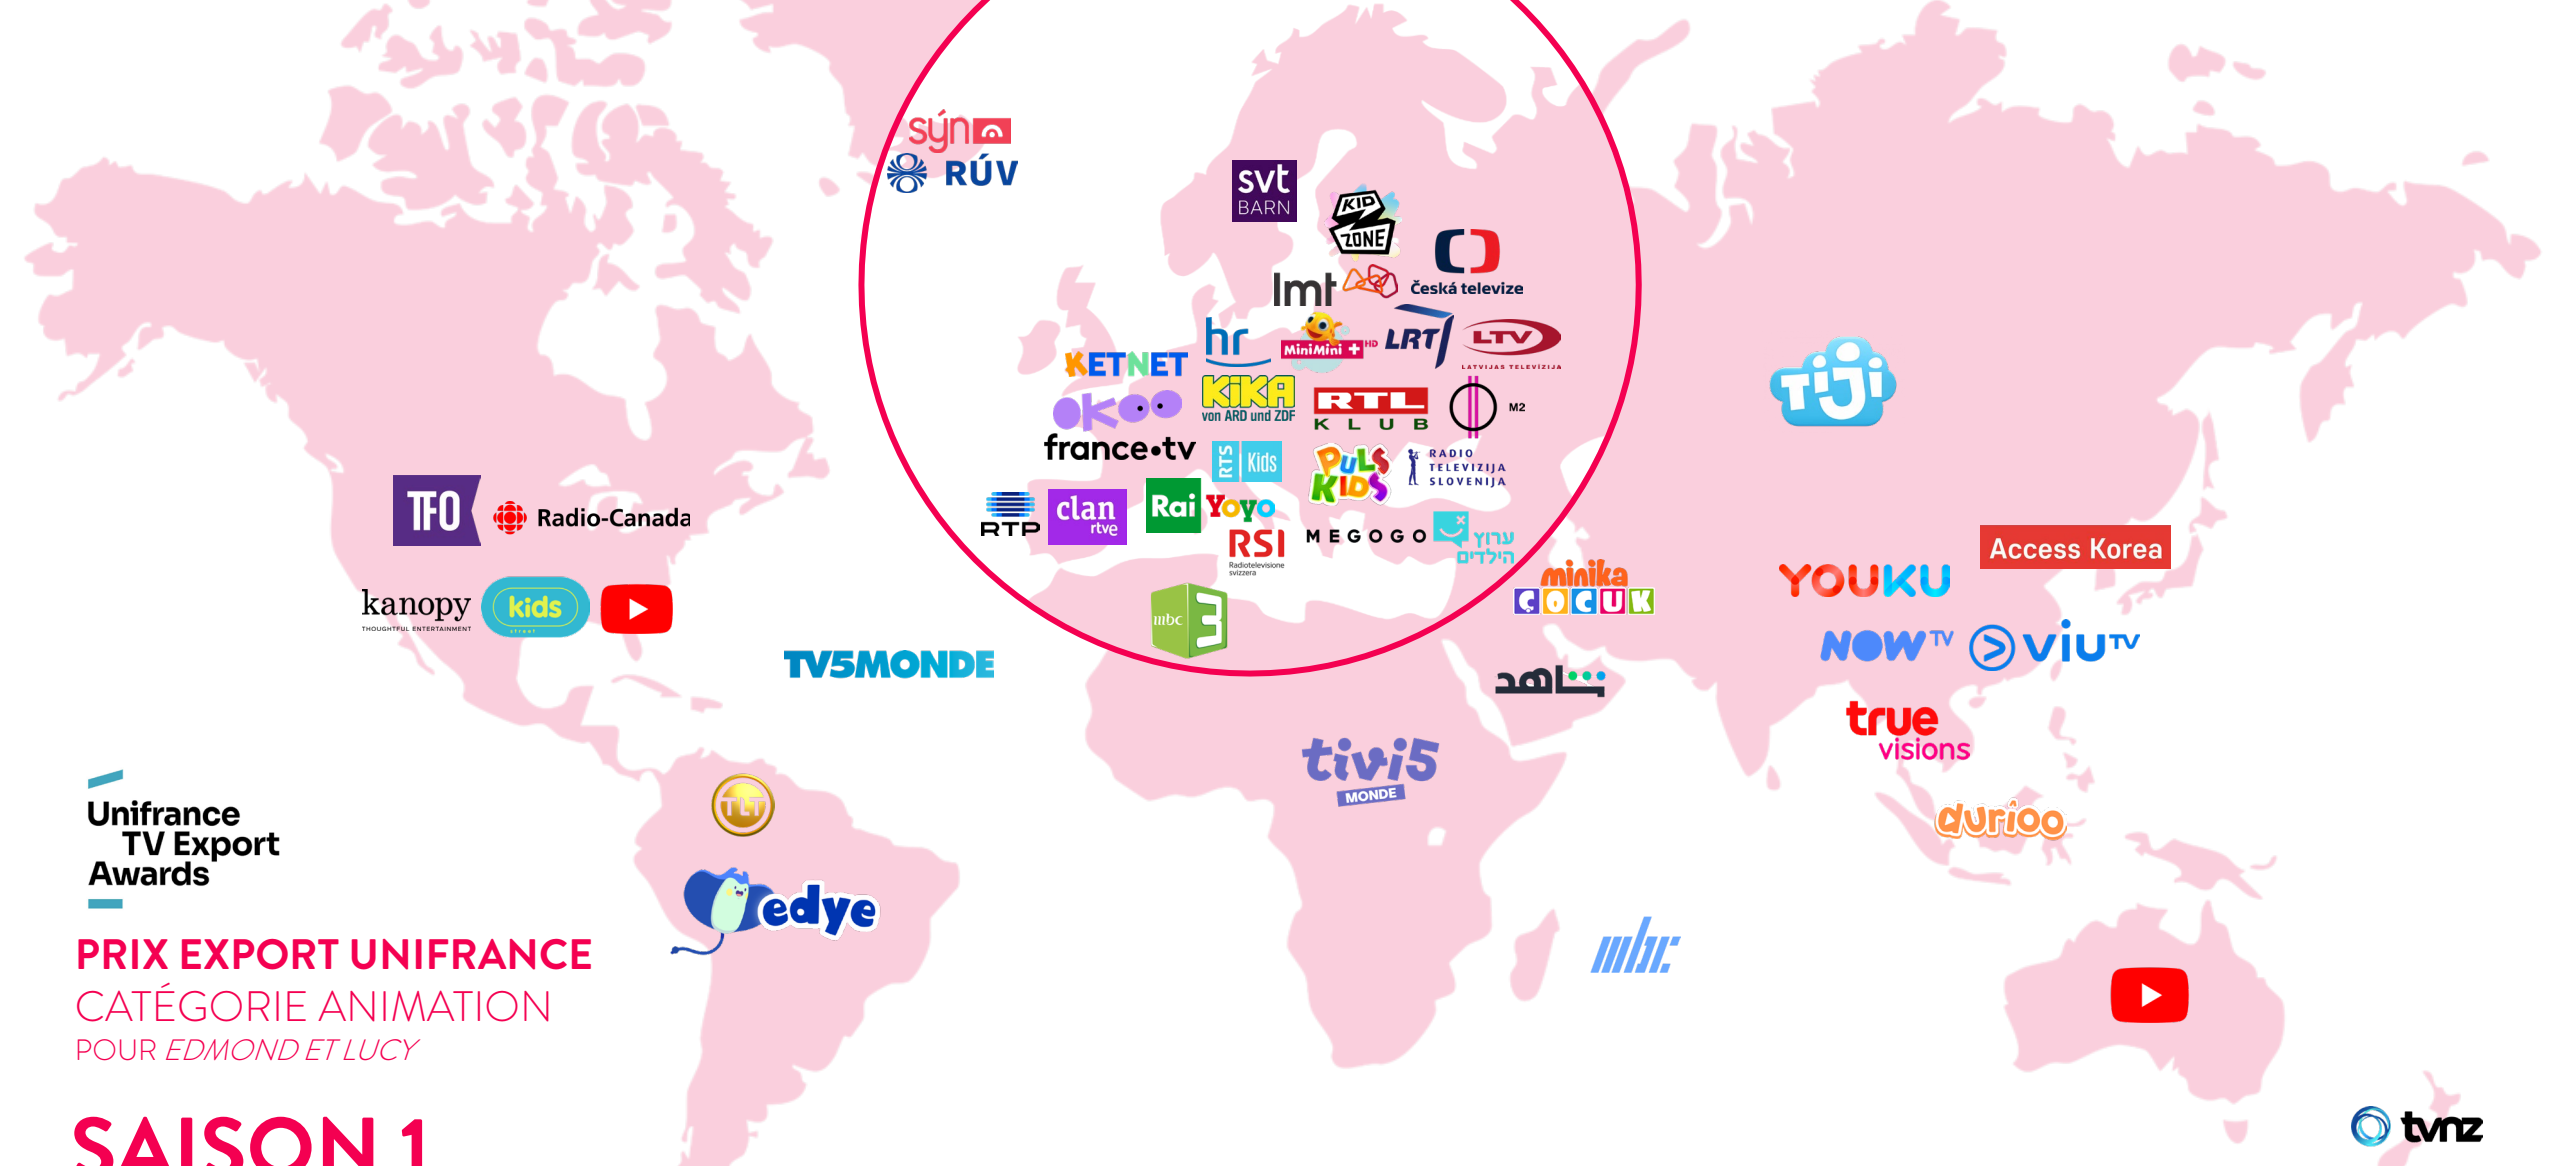 sýn
RÚV
svt
BARN
KID
ZONE
Česká televize
lmt
hr
MiniMini + HD
LRT
LTV
LATVIJAS TELEVĪZIJA
KETNET
OKOO
france•tv
KiKA
von ARD und ZDF
RTL
KLUB
M2
TiJi
RTS Kids
PULS
KIDS
RADIO
TELEVIZIJA
SLOVENIJA
TFO
Radio-Canada
RTP
clan
rtve
Rai Yoyo
RSI
Radiotelevisione
svizzera
MEGOGO
ערוץ
הילדים
minika
ÇOCUK
Access Korea
YOUKU
kanopy
THOUGHTFUL ENTERTAINMENT
kids
street
mbc 3
TV5MONDE
NOW TV
viu TV
شاهد
true
visions
tivi5
MONDE
TLT
durioo
edye
mbc
Unifrance
TV Export
Awards
PRIX EXPORT UNIFRANCE
CATÉGORIE ANIMATION
POUR EDMOND ET LUCY
SAISON 1
tvnz